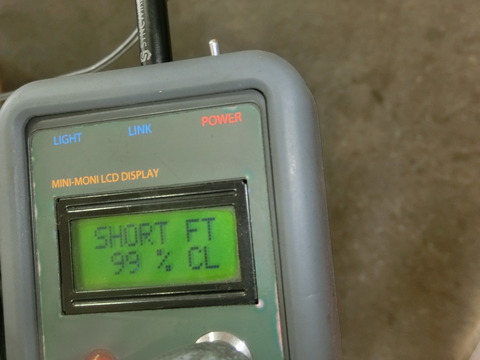 LIGHT LINK POWER
MINI-MONI LCD DISPLAY
SHORT FT
99 % CL